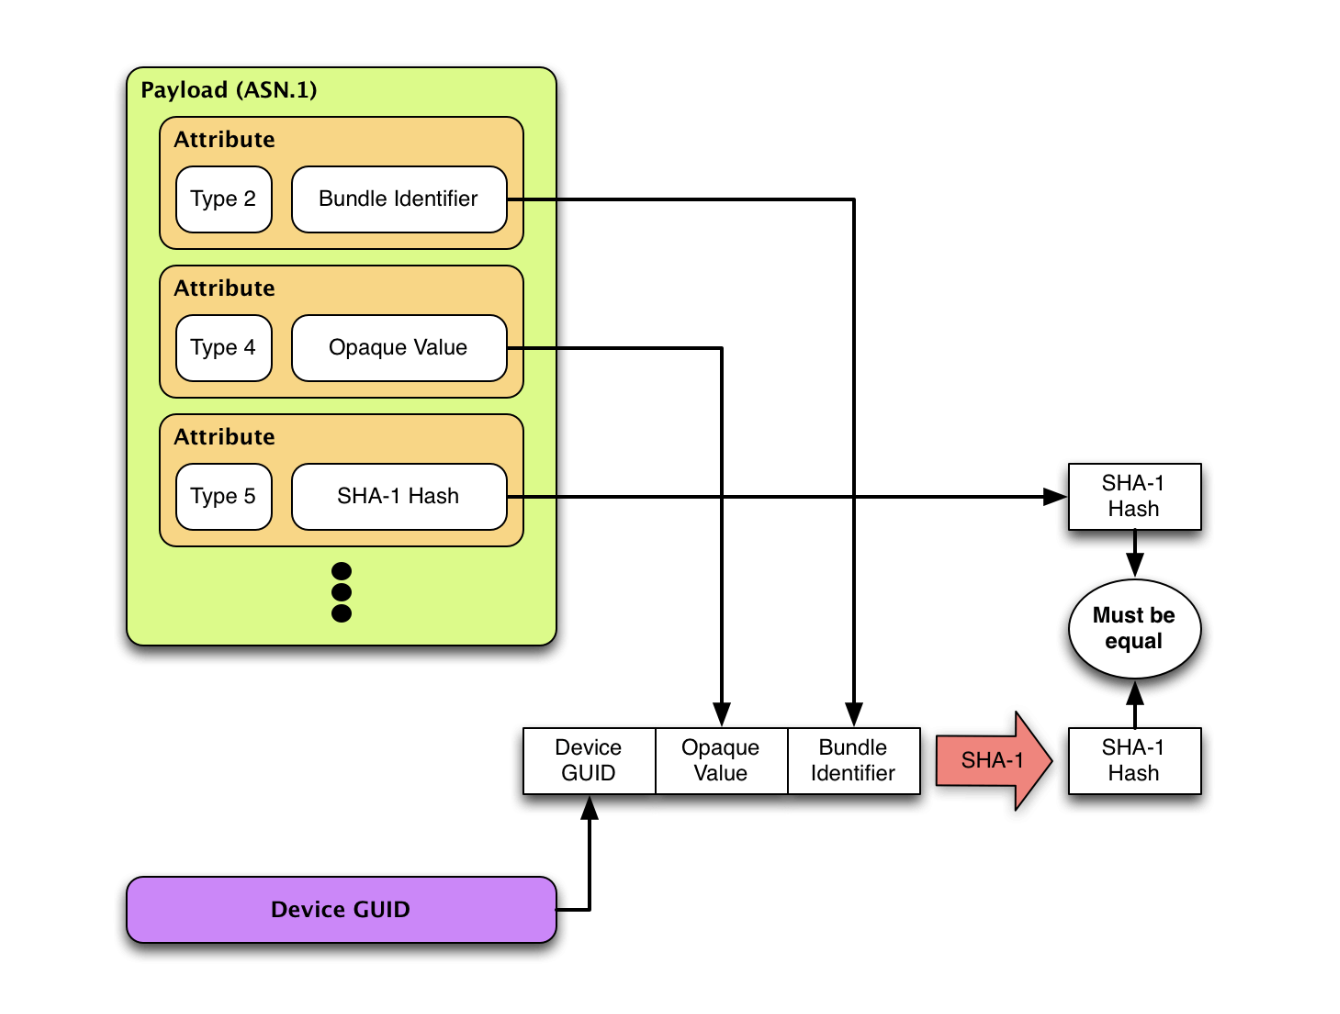 Payload (ASN.1)
Attribute
Type 2
Bundle Identifier
Attribute
Type 4
Opaque Value
Attribute
Type 5
SHA-1 Hash
SHA-1
Hash
Must be
equal
Device
GUID
Opaque
Value
Bundle
Identifier
SHA-1
SHA-1
Hash
Device GUID